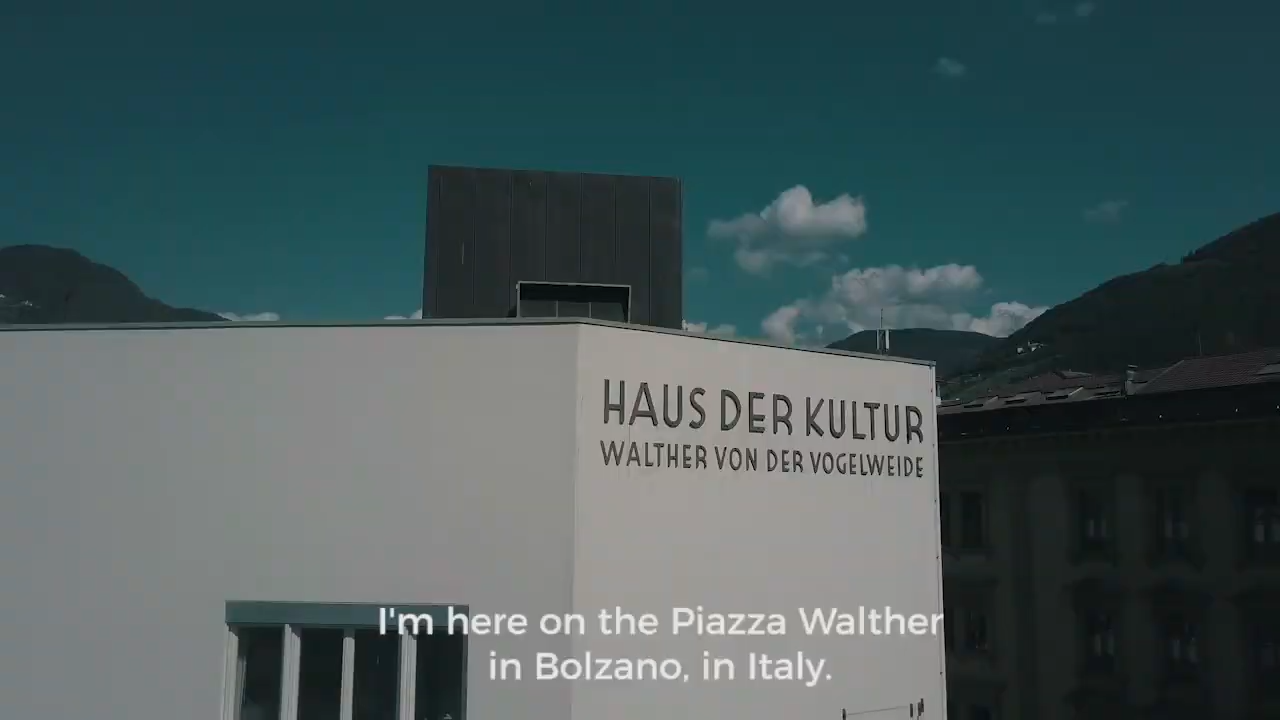 HAUS DER KULTUR
WALTHER VON DER VOGELWEIDE
I'm here on the Piazza Walther
in Bolzano, in Italy.